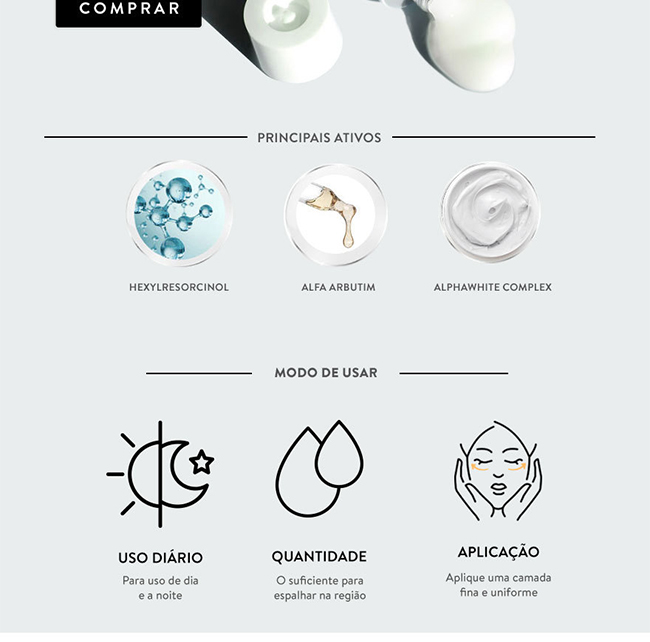 COMPRAR
PRINCIPAIS ATIVOS
HEXYLRESORCINOL
ALFA ARBUTIM
ALPHAWHITE COMPLEX
MODO DE USAR
USO DIÁRIO
Para uso de dia
e a noite
QUANTIDADE
O suficiente para
espalhar na região
APLICAÇÃO
Aplique uma camada
fina e uniforme